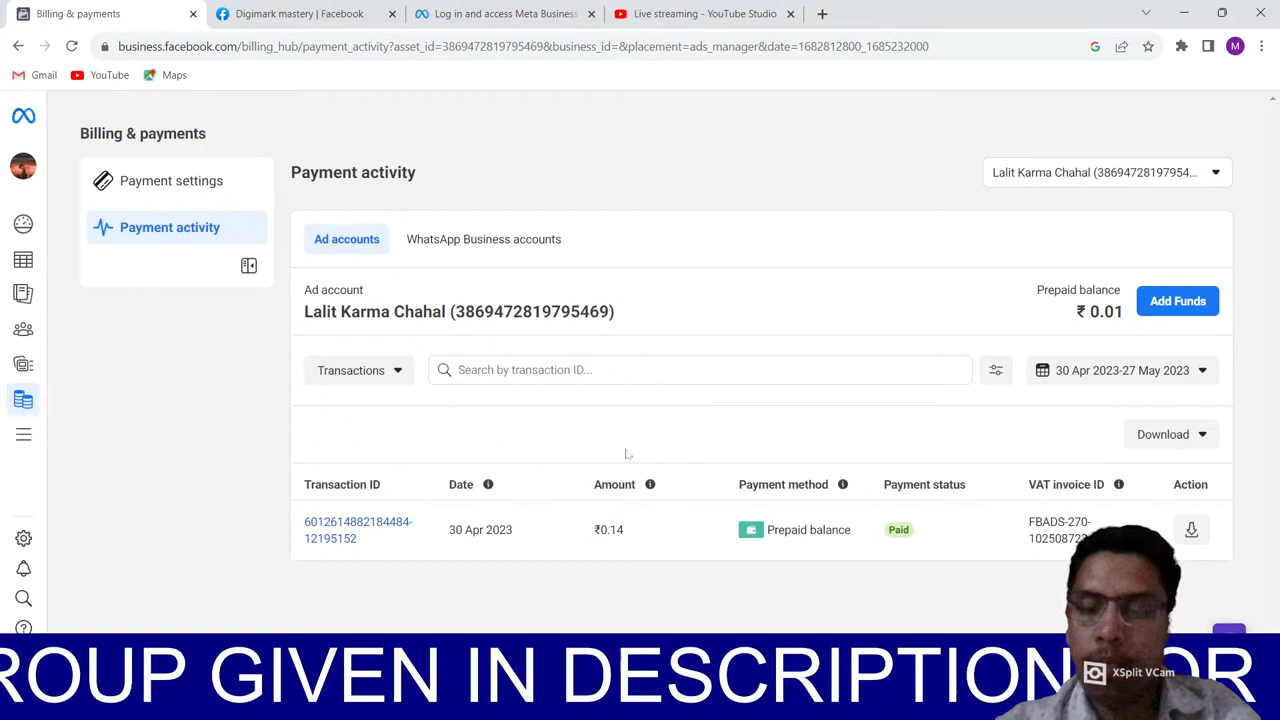 Billing & payments
Digimark mastery | Facebook
Log in and access Meta Business
Live streaming - YouTube Studio
business.facebook.com/billing_hub/payment_activity?asset_id=3869472819795469&business_id=&placement=ads_manager&date=1682812800_1685232000
M
Gmail
YouTube
Maps
Billing & payments
Payment settings
Payment activity
Payment activity
Lalit Karma Chahal (38694728197954...
Ad accounts
WhatsApp Business accounts
Ad account
Lalit Karma Chahal (3869472819795469)
Prepaid balance
₹ 0.01
Add Funds
Transactions
Search by transaction ID...
30 Apr 2023-27 May 2023
Download
Transaction ID
Date
Amount
Payment method
Payment status
VAT invoice ID
Action
6012614882184484-
12195152
30 Apr 2023
₹0.14
Prepaid balance
Paid
FBADS-270-
XSplit VCam
ROUP GIVEN IN DESCRIPTION